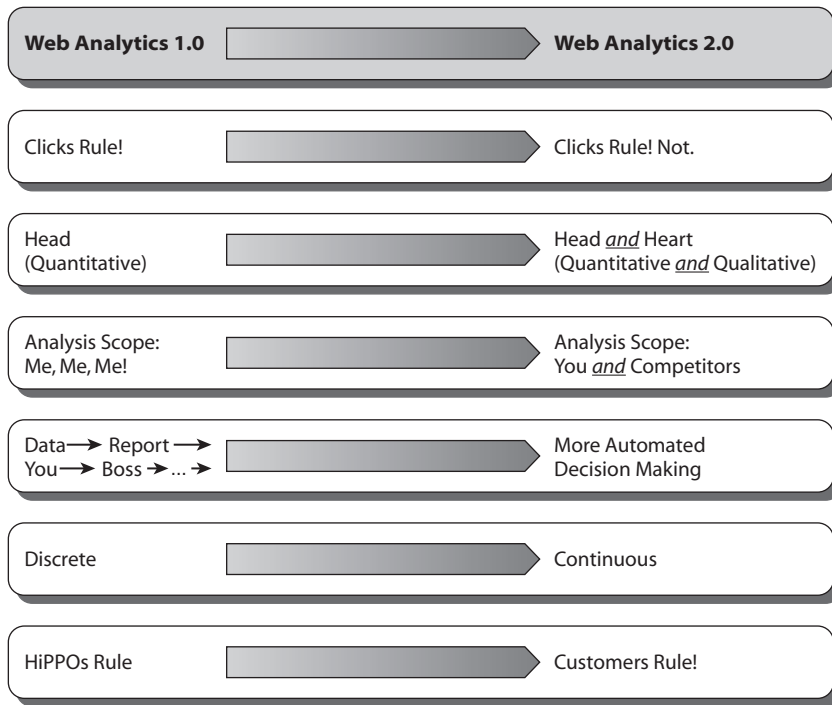 Web Analytics 1.0
Web Analytics 2.0
Clicks Rule!
Clicks Rule! Not.
Head
(Quantitative)
Head and Heart
(Quantitative and Qualitative)
Analysis Scope:
Me, Me, Me!
Analysis Scope:
You and Competitors
Data → Report →
You → Boss → ... →
More Automated
Decision Making
Discrete
Continuous
HiPPOs Rule
Customers Rule!